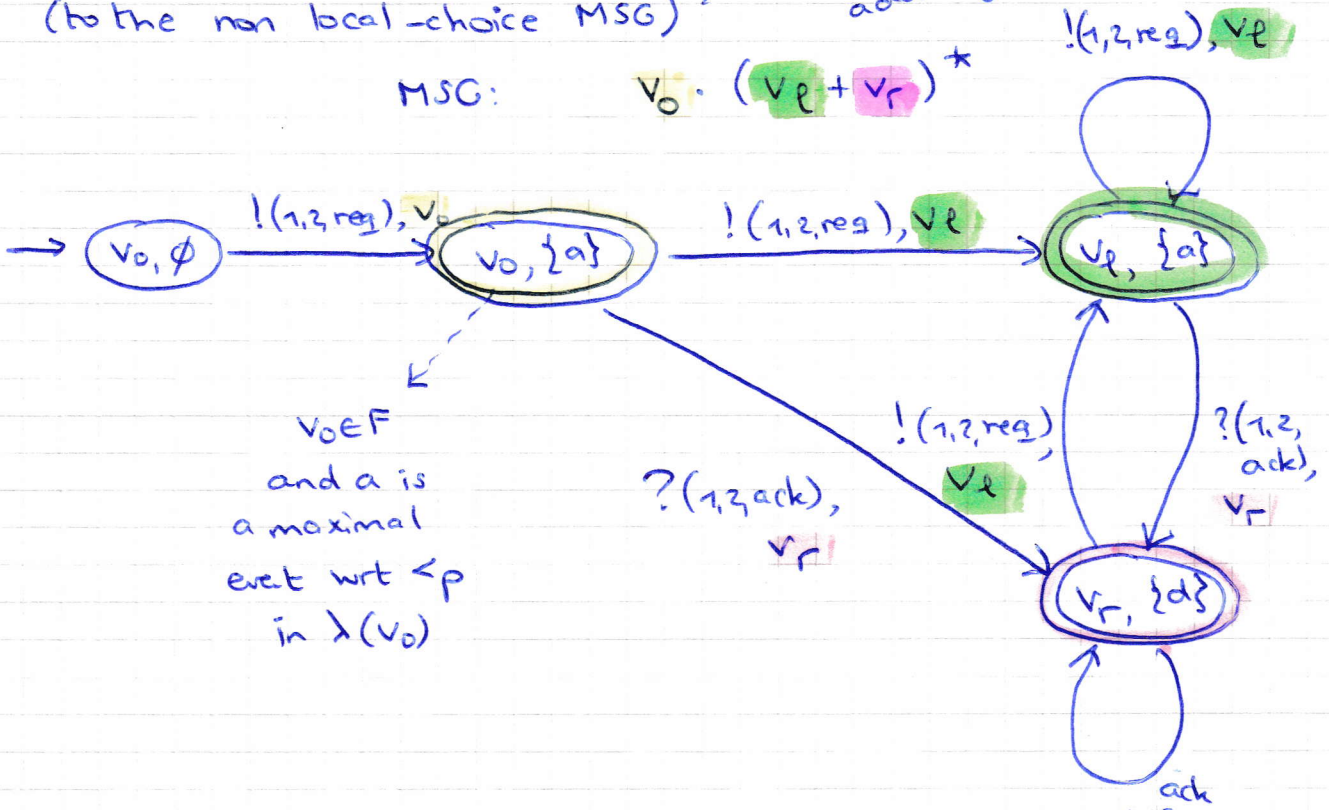 (to the non local-choice MSG)
!(1,2,req), vℓ
MSG: v₀ · (vℓ + vr)*
!(1,2,req), v₀
!(1,2,req), vℓ
v₀, ∅
v₀, {a}
vℓ, {a}
v₀ ∈ F
and a is
a maximal
event wrt <p
in λ(v₀)
?(1,2,ack),
vr
!(1,2,req),
vℓ
?(1,2,
ack),
vr
vr, {d}
ack